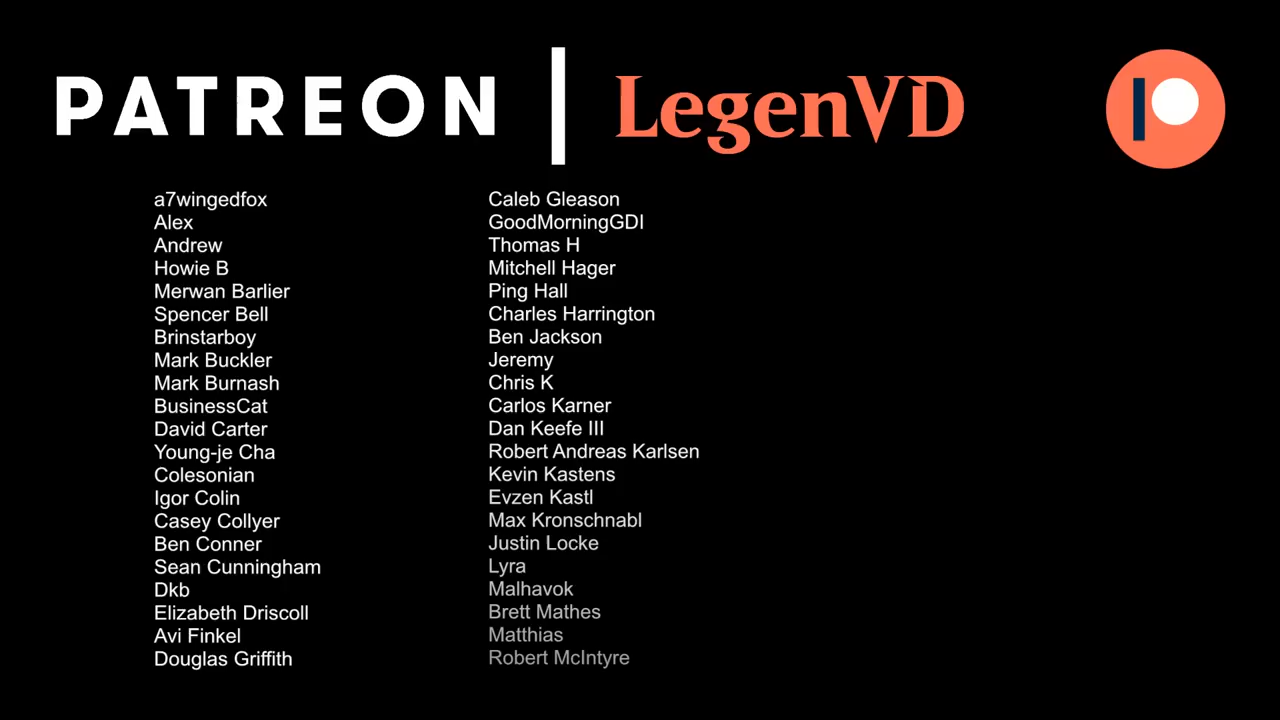 PATREON | LegenVD
a7wingedfox
Alex
Andrew
Howie B
Merwan Barlier
Spencer Bell
Brinstarboy
Mark Buckler
Mark Burnash
BusinessCat
David Carter
Young-je Cha
Colesonian
Igor Colin
Casey Collyer
Ben Conner
Sean Cunningham
Dkb
Elizabeth Driscoll
Avi Finkel
Douglas Griffith
Caleb Gleason
GoodMorningGDI
Thomas H
Mitchell Hager
Ping Hall
Charles Harrington
Ben Jackson
Jeremy
Chris K
Carlos Karner
Dan Keefe III
Robert Andreas Karlsen
Kevin Kastens
Evzen Kastl
Max Kronschnabl
Justin Locke
Lyra
Malhavok
Brett Mathes
Matthias
Robert McIntyre